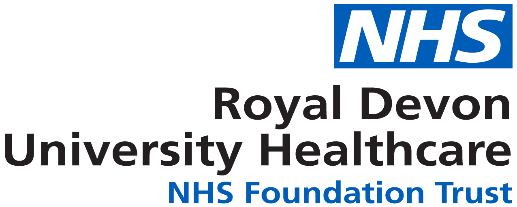 NHS
Royal Devon
University Healthcare
NHS Foundation Trust